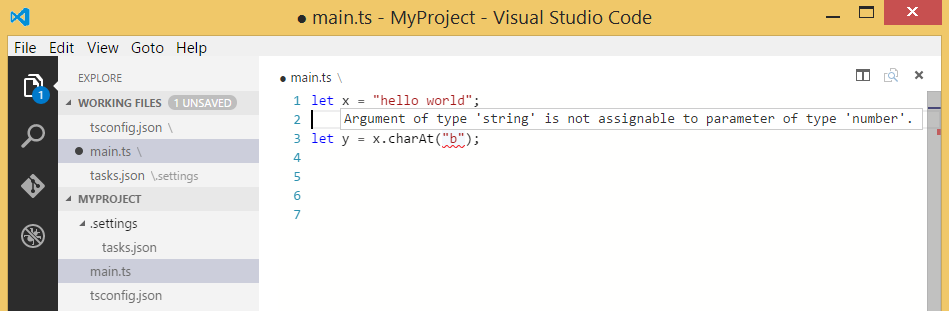 ● main.ts - MyProject - Visual Studio Code
File Edit View Goto Help
EXPLORE
WORKING FILES 1 UNSAVED
tsconfig.json \
● main.ts \
tasks.json \.settings
MYPROJECT
.settings
tasks.json
main.ts
tsconfig.json
1
● main.ts \
1 let x = "hello world";
2 Argument of type 'string' is not assignable to parameter of type 'number'.
3 let y = x.charAt("b");
4
5
6
7